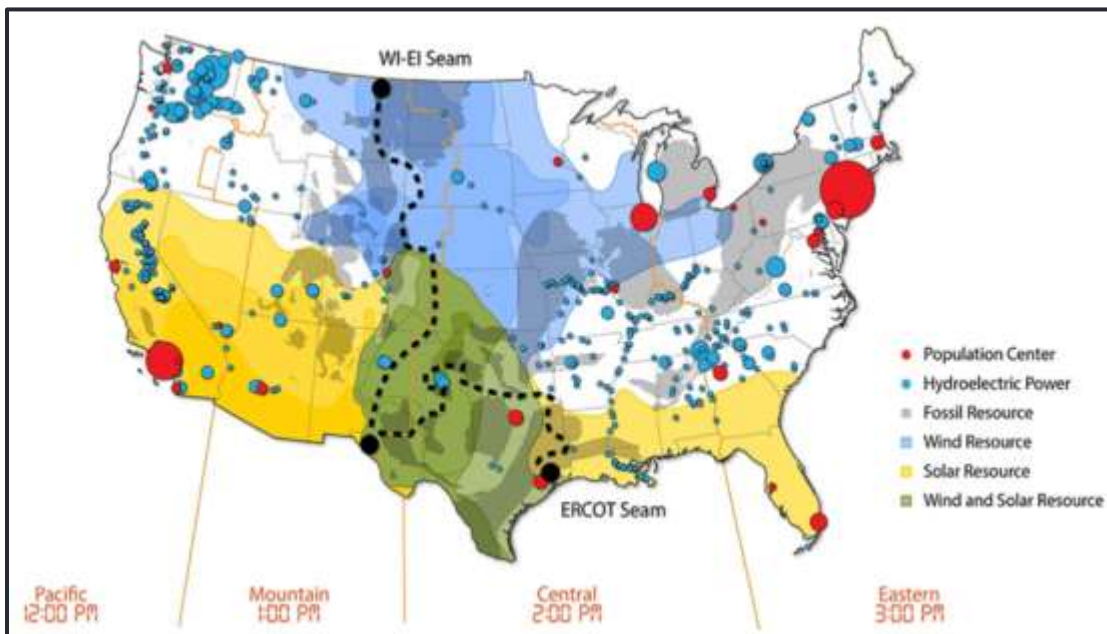 WI-EI Seam
Population Center
Hydroelectric Power
Fossil Resource
Wind Resource
Solar Resource
Wind and Solar Resource
ERCOT Seam
Pacific
12:00 PM
Mountain
1:00 PM
Central
2:00 PM
Eastern
3:00 PM